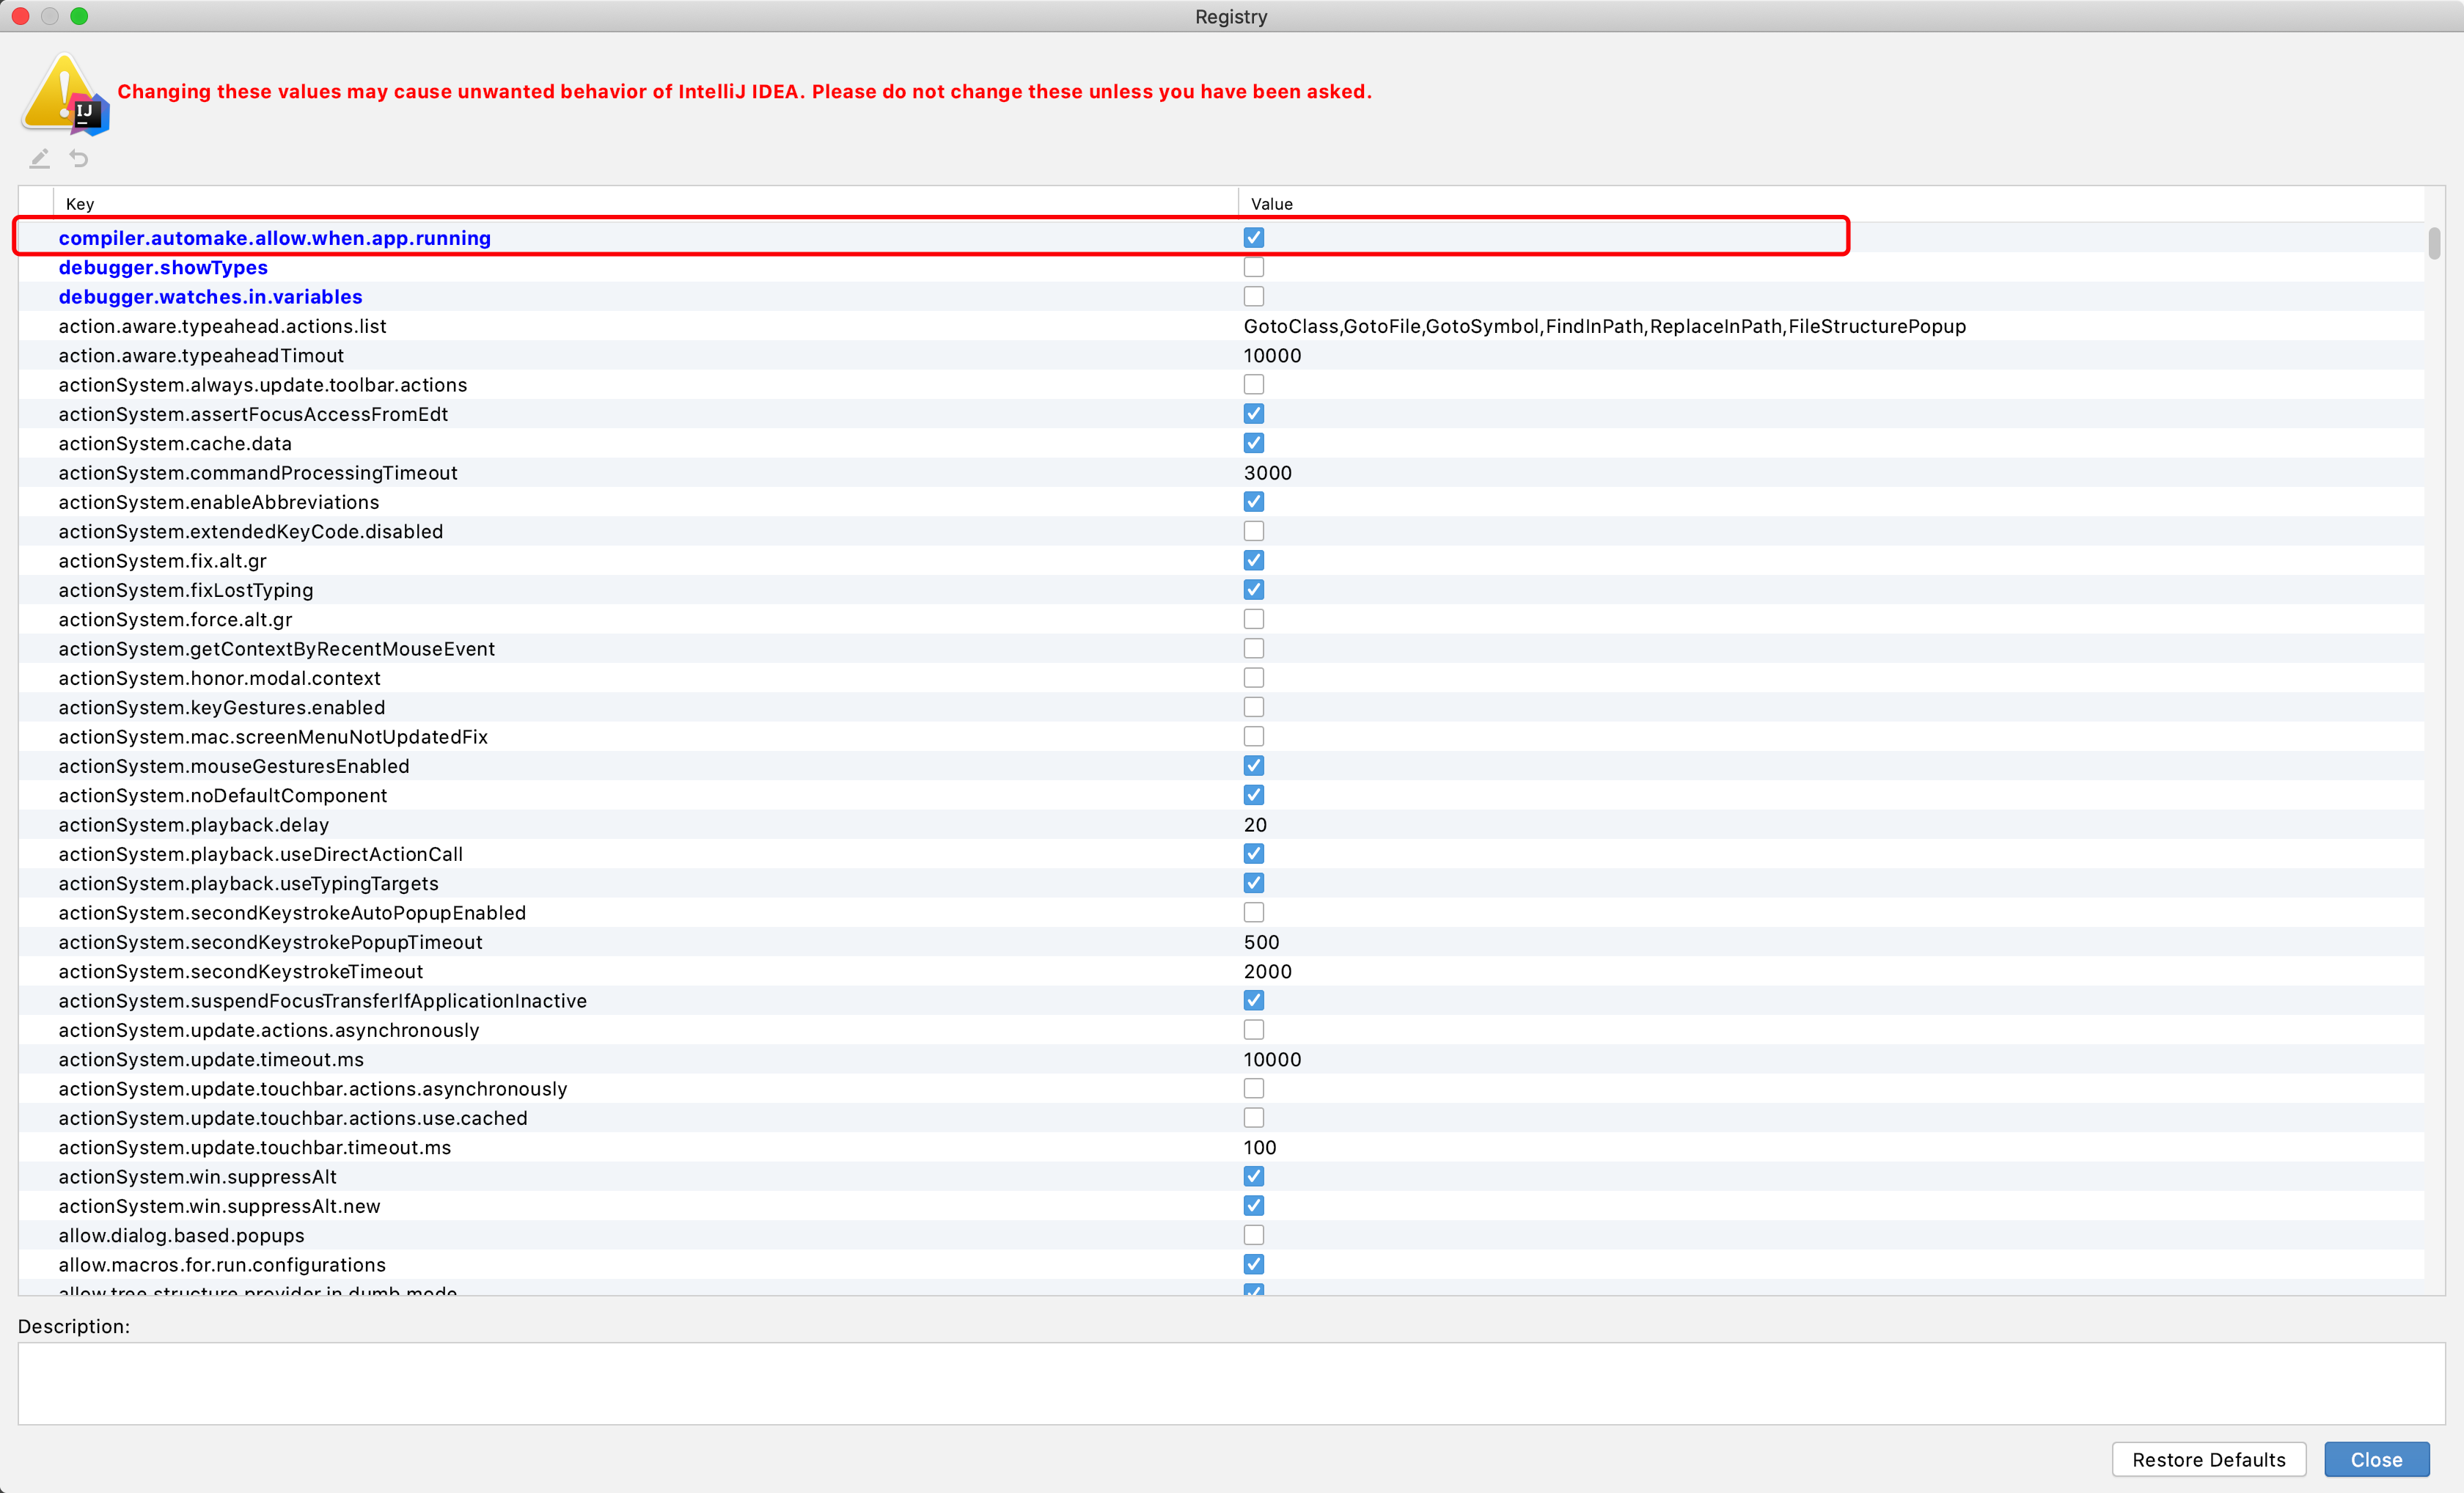 Registry
Changing these values may cause unwanted behavior of IntelliJ IDEA. Please do not change these unless you have been asked.
IJ
Key Value
compiler.automake.allow.when.app.running
debugger.showTypes
debugger.watches.in.variables
action.aware.typeahead.actions.list GotoClass,GotoFile,GotoSymbol,FindInPath,ReplaceInPath,FileStructurePopup
action.aware.typeaheadTimout 10000
actionSystem.always.update.toolbar.actions
actionSystem.assertFocusAccessFromEdt
actionSystem.cache.data
actionSystem.commandProcessingTimeout 3000
actionSystem.enableAbbreviations
actionSystem.extendedKeyCode.disabled
actionSystem.fix.alt.gr
actionSystem.fixLostTyping
actionSystem.force.alt.gr
actionSystem.getContextByRecentMouseEvent
actionSystem.honor.modal.context
actionSystem.keyGestures.enabled
actionSystem.mac.screenMenuNotUpdatedFix
actionSystem.mouseGesturesEnabled
actionSystem.noDefaultComponent
actionSystem.playback.delay 20
actionSystem.playback.useDirectActionCall
actionSystem.playback.useTypingTargets
actionSystem.secondKeystrokeAutoPopupEnabled
actionSystem.secondKeystrokePopupTimeout 500
actionSystem.secondKeystrokeTimeout 2000
actionSystem.suspendFocusTransferIfApplicationInactive
actionSystem.update.actions.asynchronously
actionSystem.update.timeout.ms 10000
actionSystem.update.touchbar.actions.asynchronously
actionSystem.update.touchbar.actions.use.cached
actionSystem.update.touchbar.timeout.ms 100
actionSystem.win.suppressAlt
actionSystem.win.suppressAlt.new
allow.dialog.based.popups
allow.macros.for.run.configurations
allow.tree.structure.provider.in.dumb.mode
Description:
Restore Defaults Close